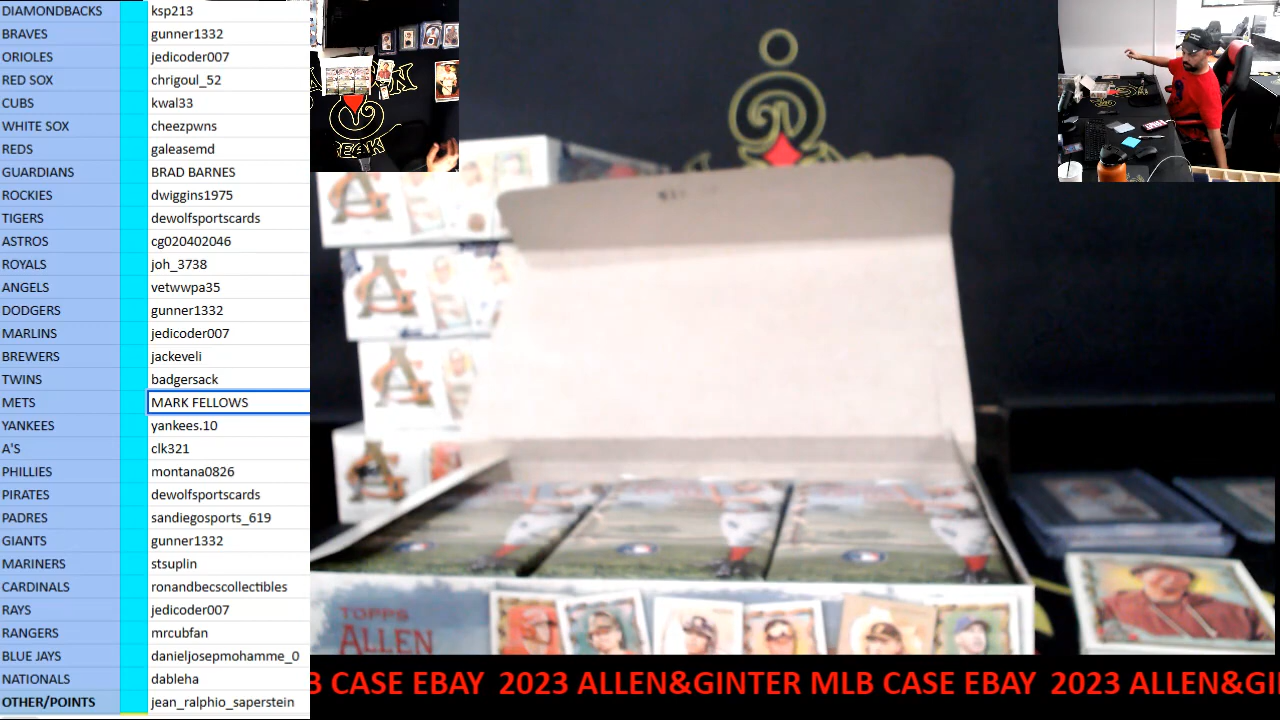 DIAMONDBACKS ksp213
BRAVES gunner1332
ORIOLES jedicoder007
RED SOX chrigoul_52
CUBS kwal33
WHITE SOX cheezpwns
REDS galeasemd
GUARDIANS BRAD BARNES
ROCKIES dwiggins1975
TIGERS dewolfsportscards
ASTROS cg020402046
ROYALS joh_3738
ANGELS vetwwpa35
DODGERS gunner1332
MARLINS jedicoder007
BREWERS jackeveli
TWINS badgersack
METS MARK FELLOWS
YANKEES yankees.10
A'S clk321
PHILLIES montana0826
PIRATES dewolfsportscards
PADRES sandiegosports_619
GIANTS gunner1332
MARINERS stsuplin
CARDINALS ronandbecscollectibles
RAYS jedicoder007
RANGERS mrcubfan
BLUE JAYS danieljosepmohamme_0
NATIONALS dableha
OTHER/POINTS jean_ralphio_saperstein
TOPPS
ALLEN
B CASE EBAY 2023 ALLEN&GINTER MLB CASE EBAY 2023 ALLEN&GI